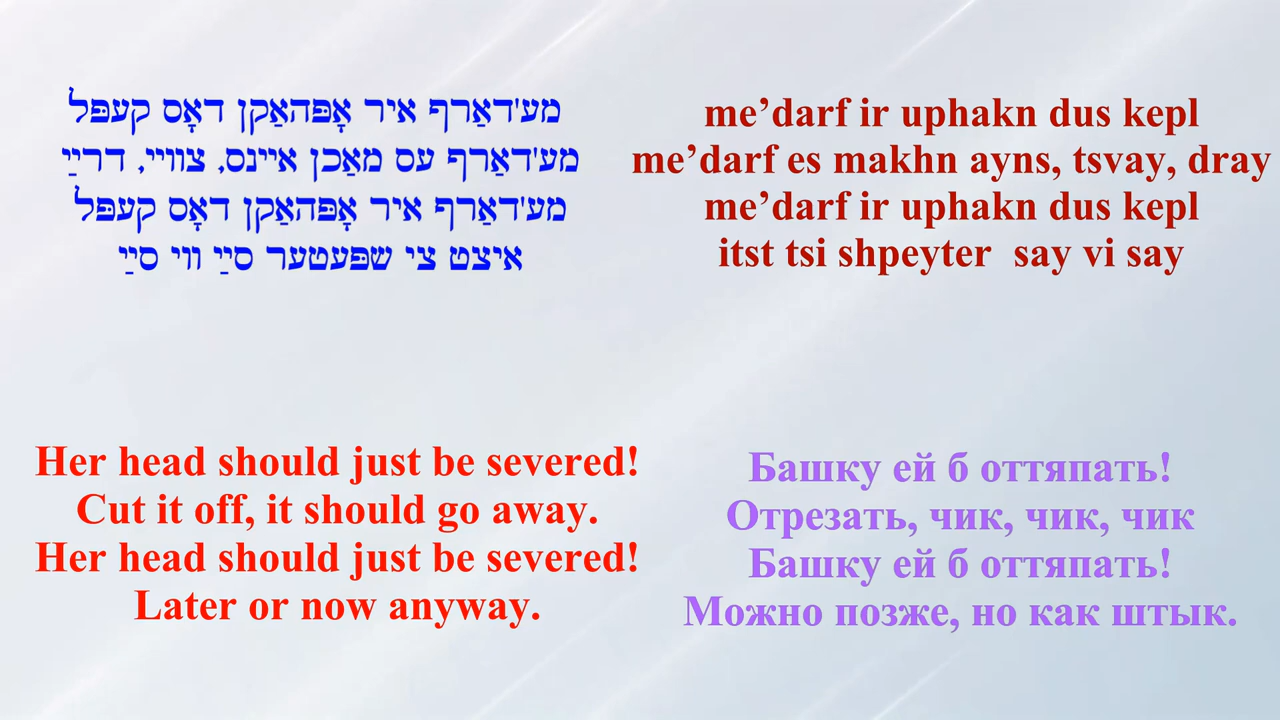 מע'דאַרף איר אָפּהאַקן דאָס קעפּל
מע'דאַרף עס מאַכן איינס, צוויי, דרײַ
מע'דאַרף איר אָפּהאַקן דאָס קעפּל
איצט צי שפּעטער סײַ ווי סײַ
me’darf ir uphakn dus kepl
me’darf es makhn ayns, tsvay, dray
me’darf ir uphakn dus kepl
itst tsi shpeyter say vi say
Her head should just be severed!
Cut it off, it should go away.
Her head should just be severed!
Later or now anyway.
Башку ей б оттяпать!
Отрезать, чик, чик, чик
Башку ей б оттяпать!
Можно позже, но как штык.